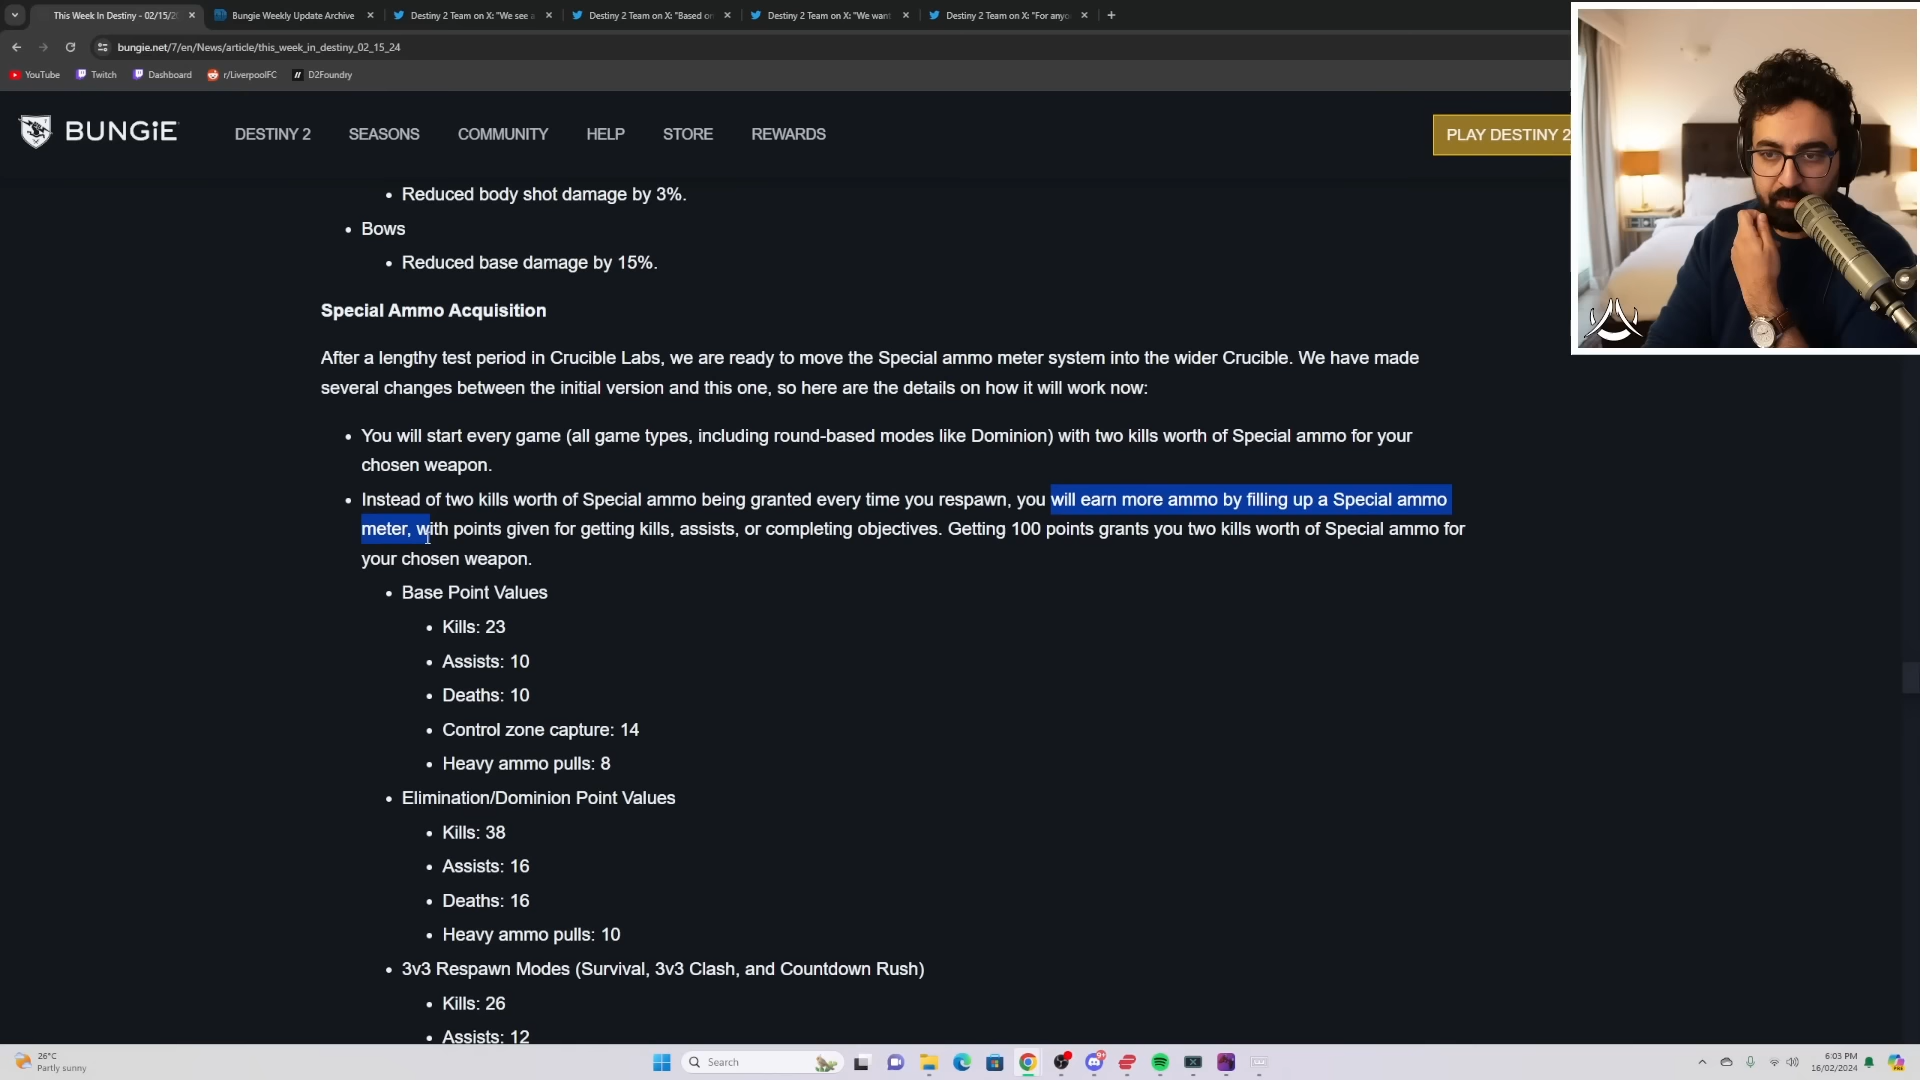 This Week In Destiny - 02/15/2
Bungie Weekly Update Archive
Destiny 2 Team on X: "We see a
Destiny 2 Team on X: "Based on
Destiny 2 Team on X: "We want
Destiny 2 Team on X: "For anyo
bungie.net/7/en/News/article/this_week_in_destiny_02_15_24
YouTube
Twitch
Dashboard
r/LiverpoolFC
D2Foundry
BUNGiE
DESTINY 2
SEASONS
COMMUNITY
HELP
STORE
REWARDS
PLAY DESTINY 2
• Reduced body shot damage by 3%.
• Bows
• Reduced base damage by 15%.
Special Ammo Acquisition
After a lengthy test period in Crucible Labs, we are ready to move the Special ammo meter system into the wider Crucible. We have made
several changes between the initial version and this one, so here are the details on how it will work now:
• You will start every game (all game types, including round-based modes like Dominion) with two kills worth of Special ammo for your
chosen weapon.
• Instead of two kills worth of Special ammo being granted every time you respawn, you will earn more ammo by filling up a Special ammo
meter, with points given for getting kills, assists, or completing objectives. Getting 100 points grants you two kills worth of Special ammo for
your chosen weapon.
• Base Point Values
• Kills: 23
• Assists: 10
• Deaths: 10
• Control zone capture: 14
• Heavy ammo pulls: 8
• Elimination/Dominion Point Values
• Kills: 38
• Assists: 16
• Deaths: 16
• Heavy ammo pulls: 10
• 3v3 Respawn Modes (Survival, 3v3 Clash, and Countdown Rush)
• Kills: 26
• Assists: 12
26°C
Partly sunny
Search
6:03 PM
16/02/2024